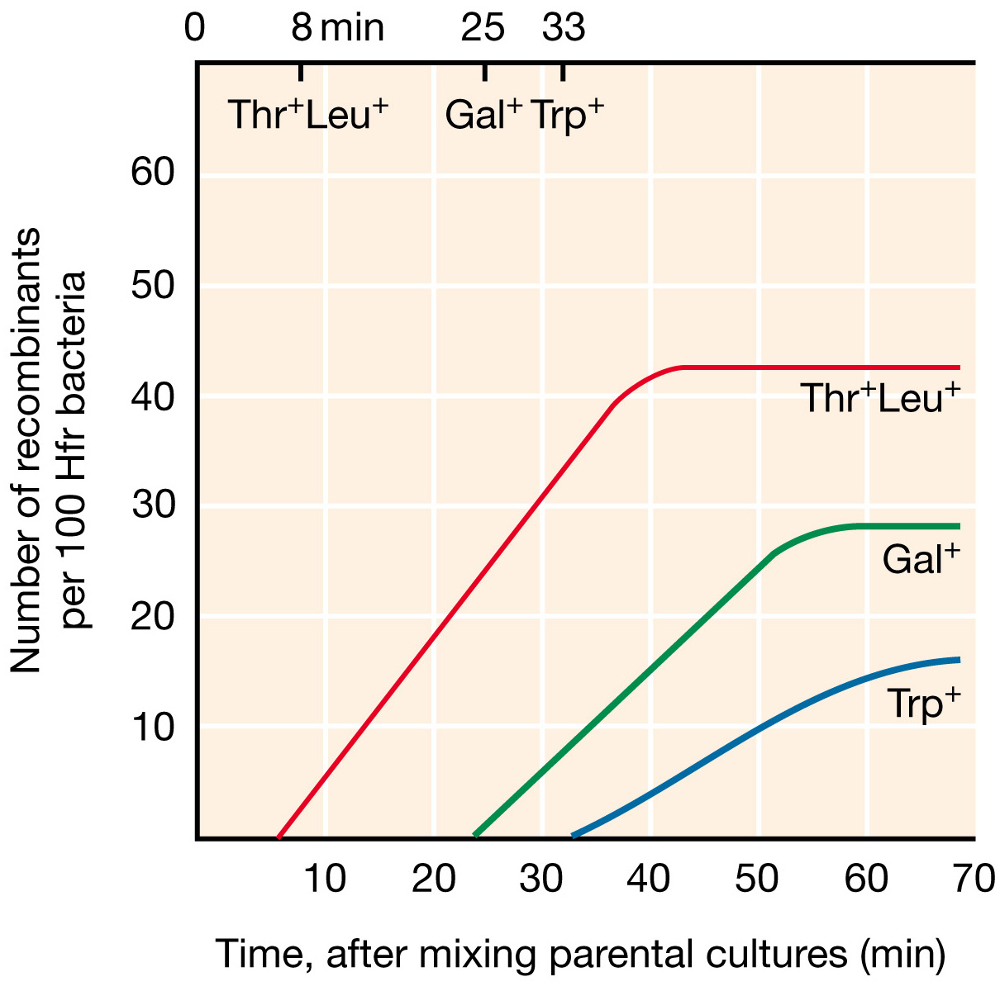 0 8 min 25 33
Thr⁺Leu⁺ Gal⁺ Trp⁺
60
50
40
30
20
10
Number of recombinants
per 100 Hfr bacteria
Thr⁺Leu⁺
Gal⁺
Trp⁺
10 20 30 40 50 60 70
Time, after mixing parental cultures (min)